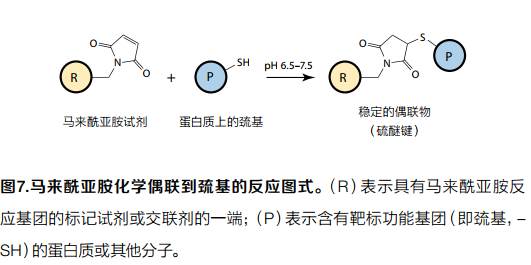 O
N
O
R
+
SH
P
pH 6.5–7.5
O
N
O
S
R
P
马来酰亚胺试剂
蛋白质上的巯基
稳定的偶联物
(硫醚键)
图7.马来酰亚胺化学偶联到巯基的反应图式。(R)表示具有马来酰亚胺反
应基团的标记试剂或交联剂的一端;(P)表示含有靶标功能基团(即巯基, –
SH)的蛋白质或其他分子。